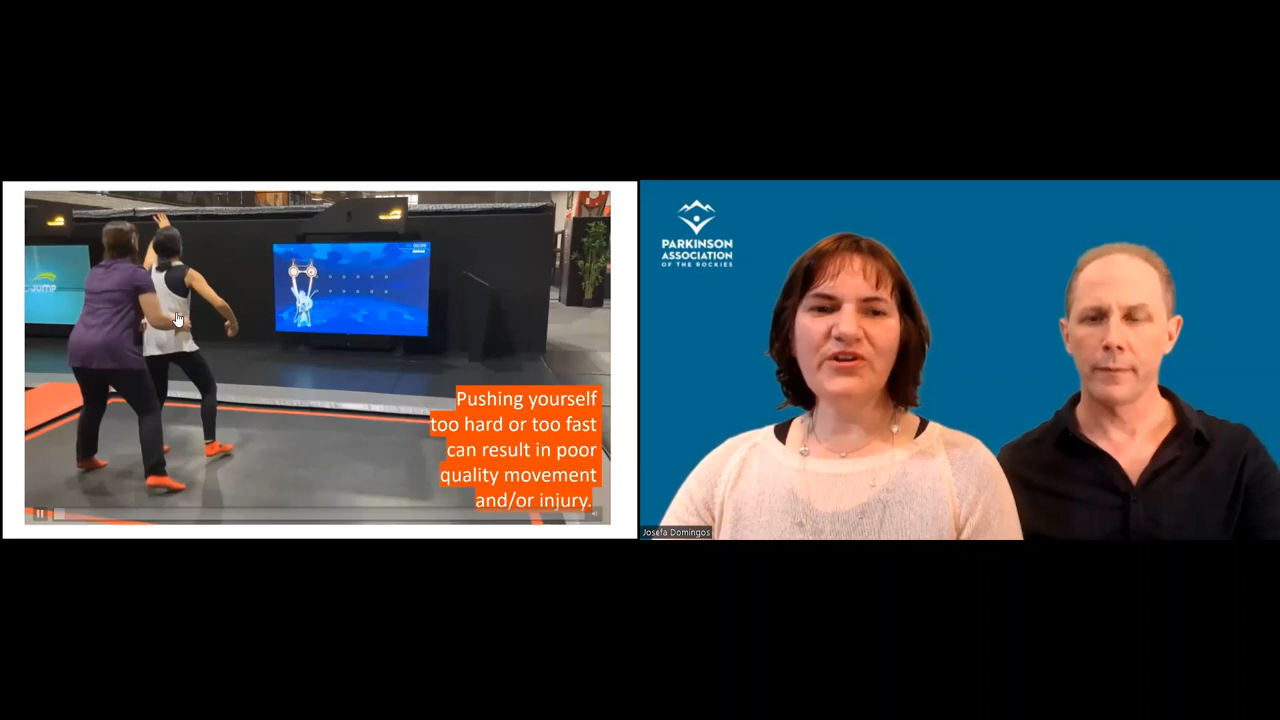 C JUMP
Pushing yourself
too hard or too fast
can result in poor
quality movement
and/or injury.
PARKINSON
ASSOCIATION
OF THE ROCKIES
Josefa Domingos